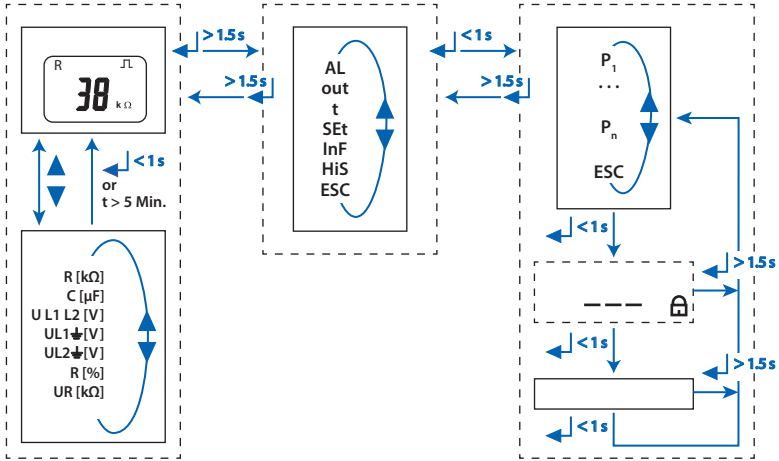 R
38 kΩ
< 1 s
or
t > 5 Min.
R [kΩ]
C [µF]
U L1 L2 [V]
UL1⏚[V]
UL2⏚[V]
R [%]
UR [kΩ]
> 1.5 s
> 1.5 s
AL
out
t
SEt
InF
HiS
ESC
< 1 s
> 1.5 s
P1
...
Pn
ESC
< 1 s
> 1.5 s
– – –
< 1 s
> 1.5 s
< 1 s